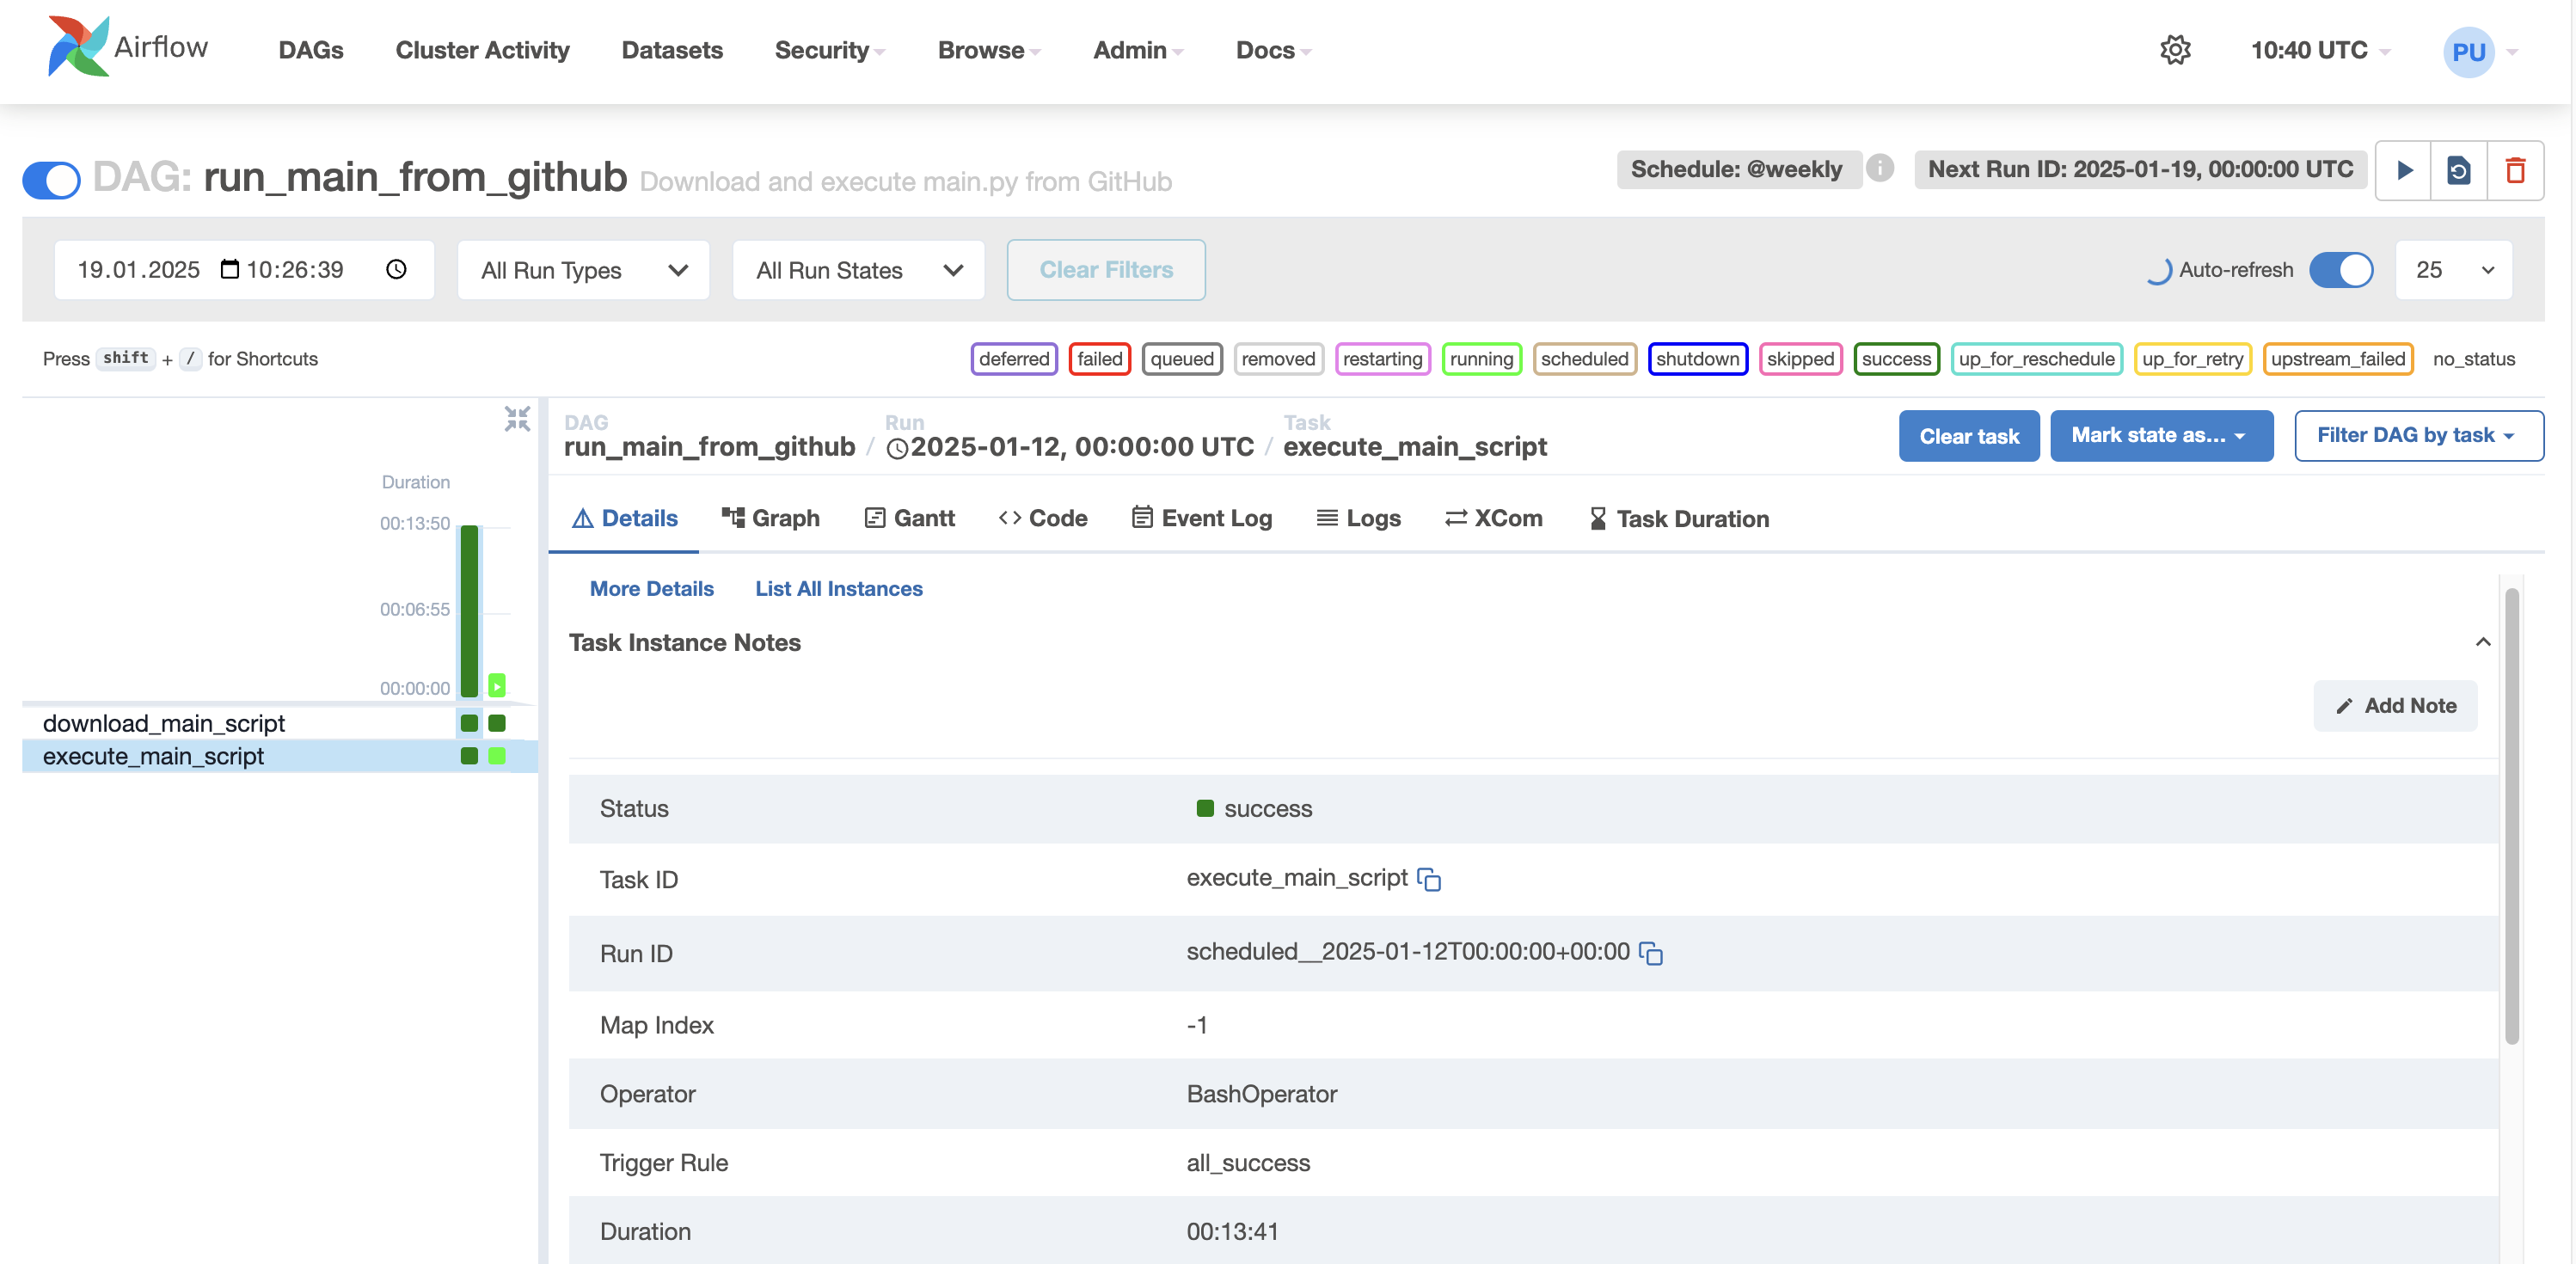 Airflow DAGs Cluster Activity Datasets Security Browse Admin Docs 10:40 UTC PU
DAG: run_main_from_github Download and execute main.py from GitHub Schedule: @weekly i Next Run ID: 2025-01-19, 00:00:00 UTC
19.01.2025 10:26:39 All Run Types All Run States Clear Filters Auto-refresh 25
Press shift + / for Shortcuts deferred failed queued removed restarting running scheduled shutdown skipped success up_for_reschedule up_for_retry upstream_failed no_status
DAG Run Task
run_main_from_github / 2025-01-12, 00:00:00 UTC / execute_main_script Clear task Mark state as... Filter DAG by task
Duration
00:13:50
00:06:55
00:00:00
download_main_script
execute_main_script
Details Graph Gantt Code Event Log Logs XCom Task Duration
More Details List All Instances
Task Instance Notes
Add Note
Status success
Task ID execute_main_script
Run ID scheduled__2025-01-12T00:00:00+00:00
Map Index -1
Operator BashOperator
Trigger Rule all_success
Duration 00:13:41